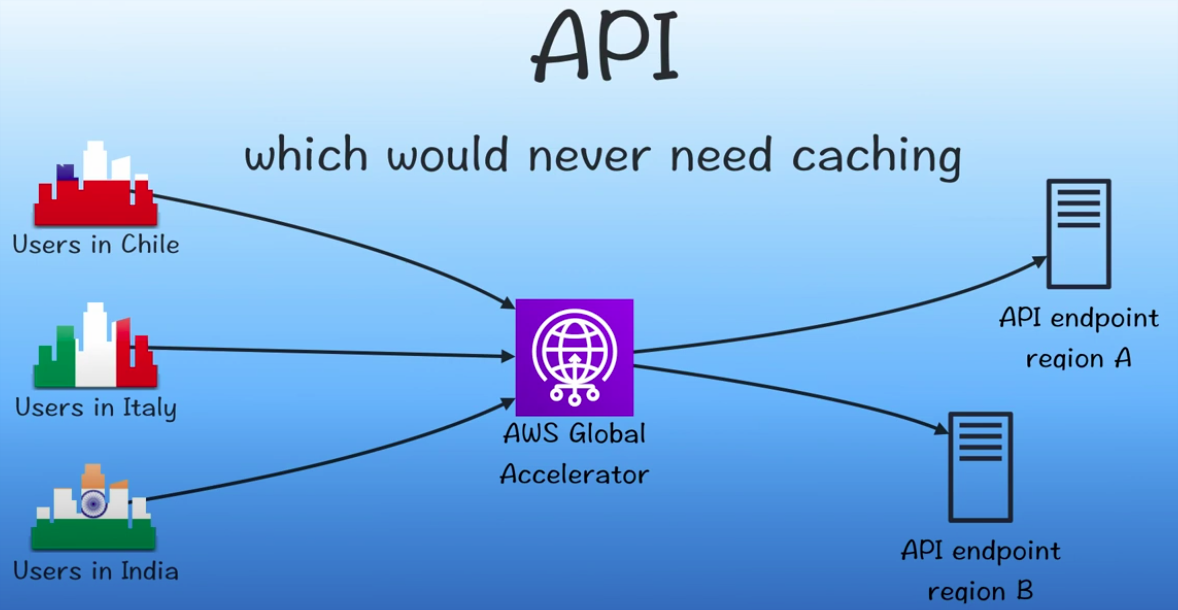 API
which would never need caching
Users in Chile
Users in Italy
Users in India
AWS Global
Accelerator
API endpoint
region A
API endpoint
region B